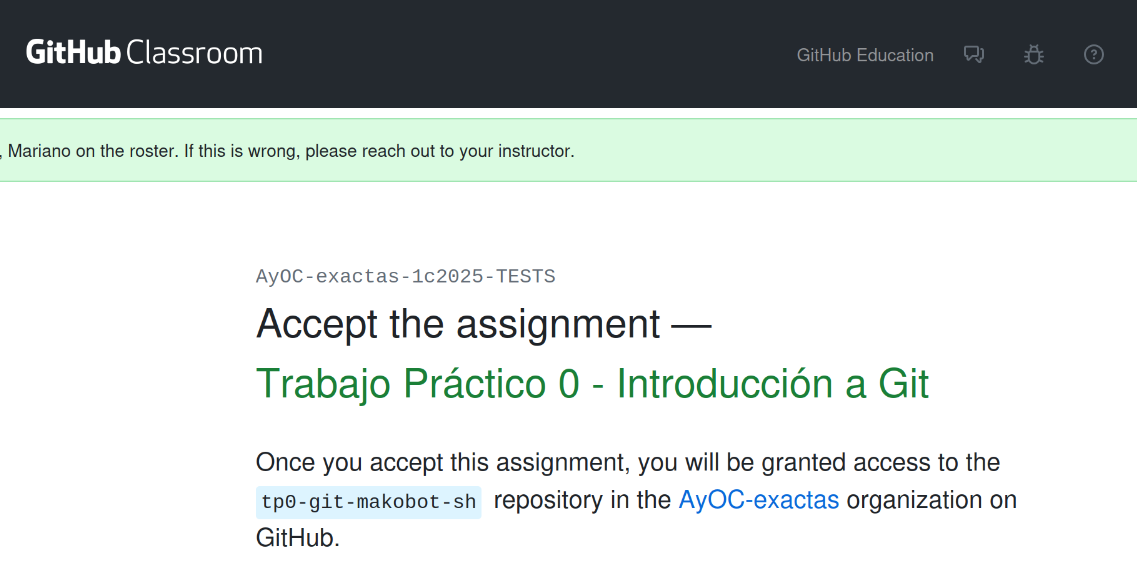 GitHub Classroom
GitHub Education
, Mariano on the roster. If this is wrong, please reach out to your instructor.
AyOC-exactas-1c2025-TESTS
Accept the assignment —
Trabajo Práctico 0 - Introducción a Git
Once you accept this assignment, you will be granted access to the
tp0-git-makobot-sh repository in the AyOC-exactas organization on
GitHub.